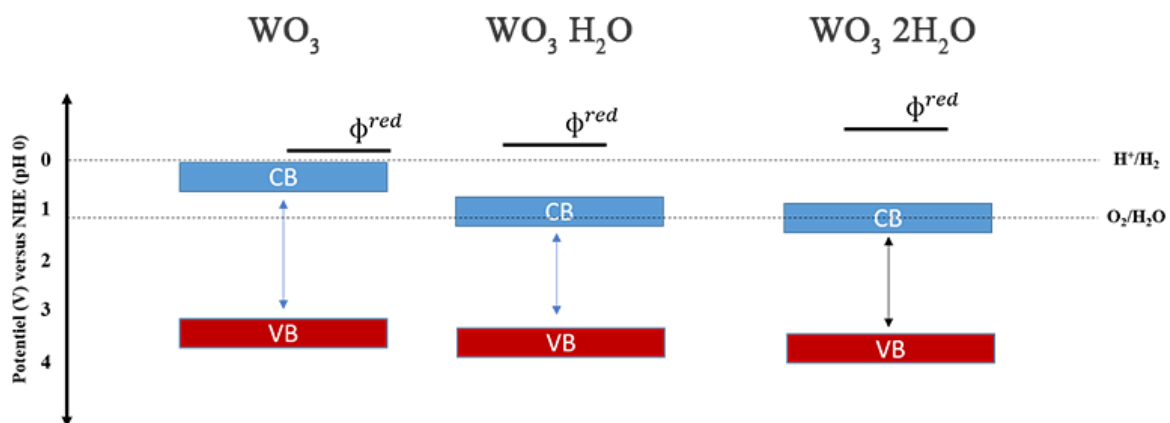 WO₃ WO₃ H₂O WO₃ 2H₂O
ϕʳᵉᵈ ϕʳᵉᵈ ϕʳᵉᵈ
Potentiel (V) versus NHE (pH 0)
0 H⁺/H₂
CB
1 CB CB O₂/H₂O
2
3
VB VB VB
4